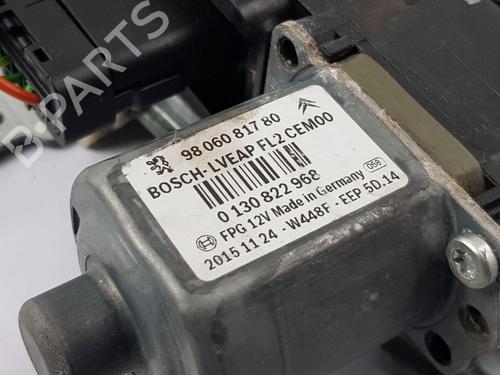 98 060 817 80
BOSCH-LVEAP FL2 CEM00
0 130 822 968
FPG 12V Made in Germany
058
2015 11 24 - W448F - EEP 5D.14
B-PARTS